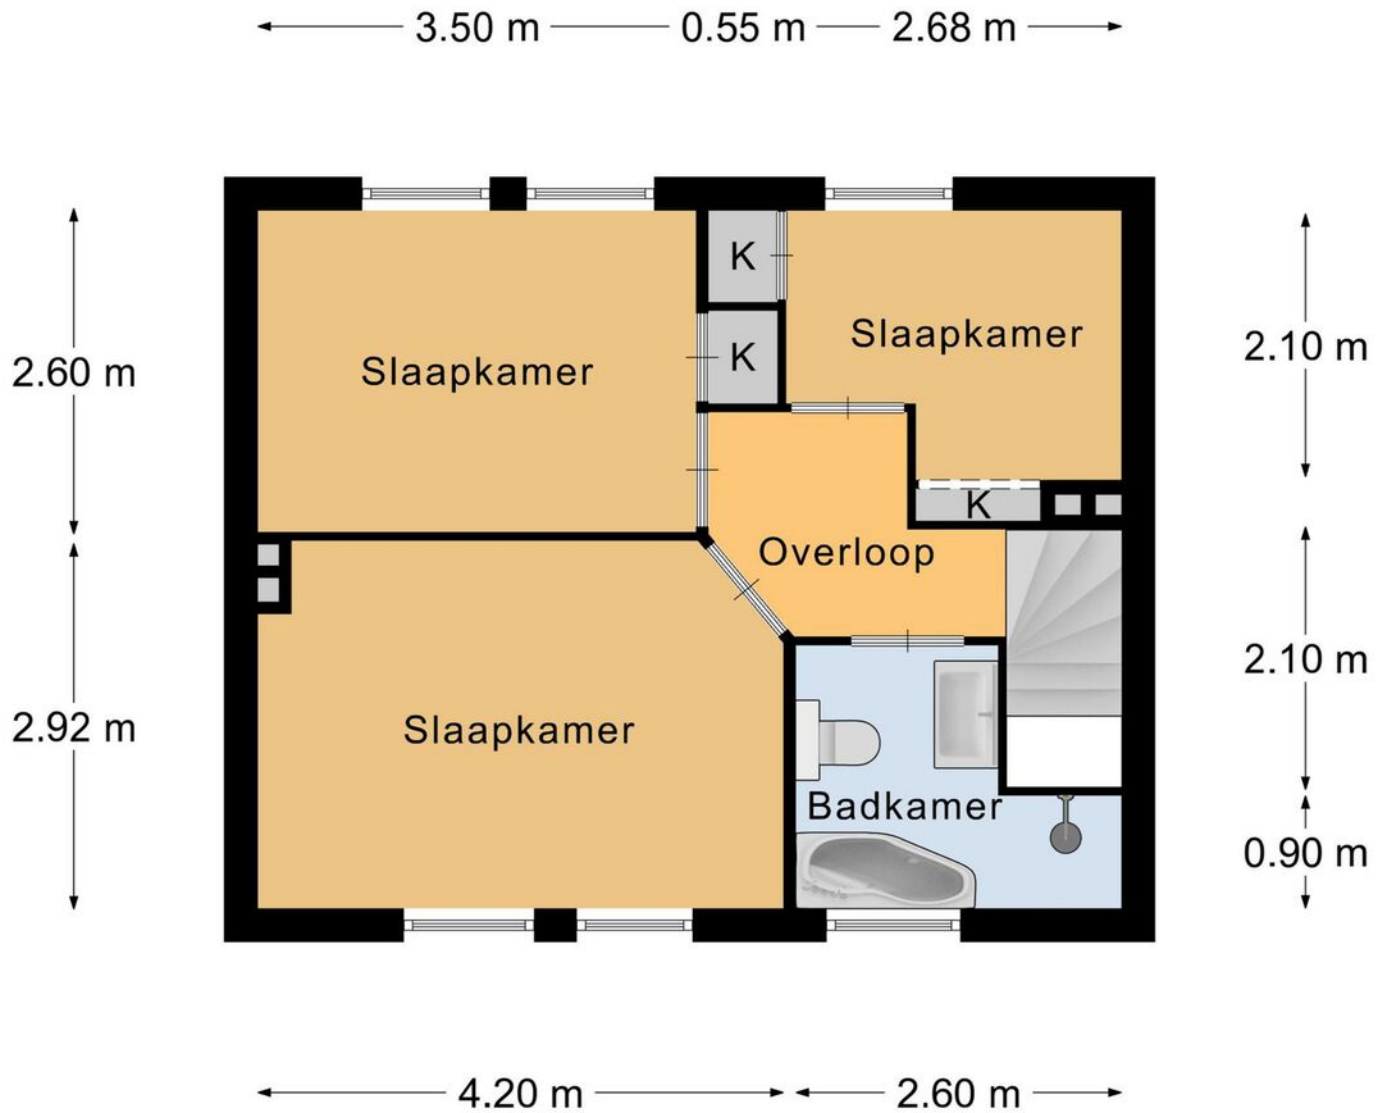 3.50 m 0.55 m 2.68 m
K
Slaapkamer
2.10 m
K
2.60 m
Slaapkamer
K
Overloop
2.10 m
2.92 m
Slaapkamer
Badkamer
0.90 m
4.20 m 2.60 m